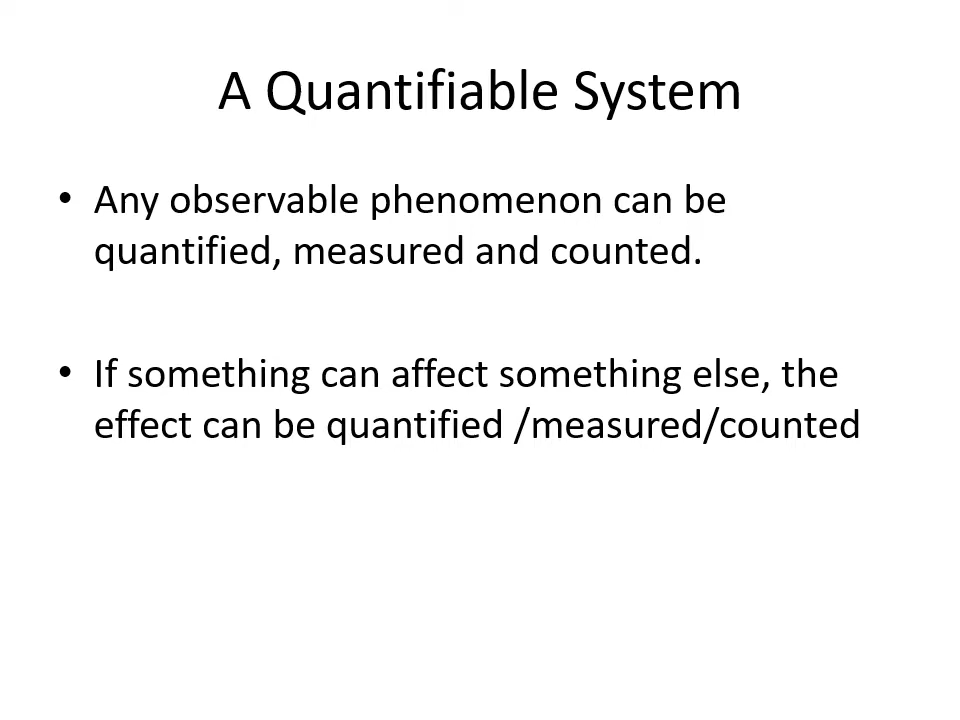 A Quantifiable System
• Any observable phenomenon can be
quantified, measured and counted.
• If something can affect something else, the
effect can be quantified /measured/counted